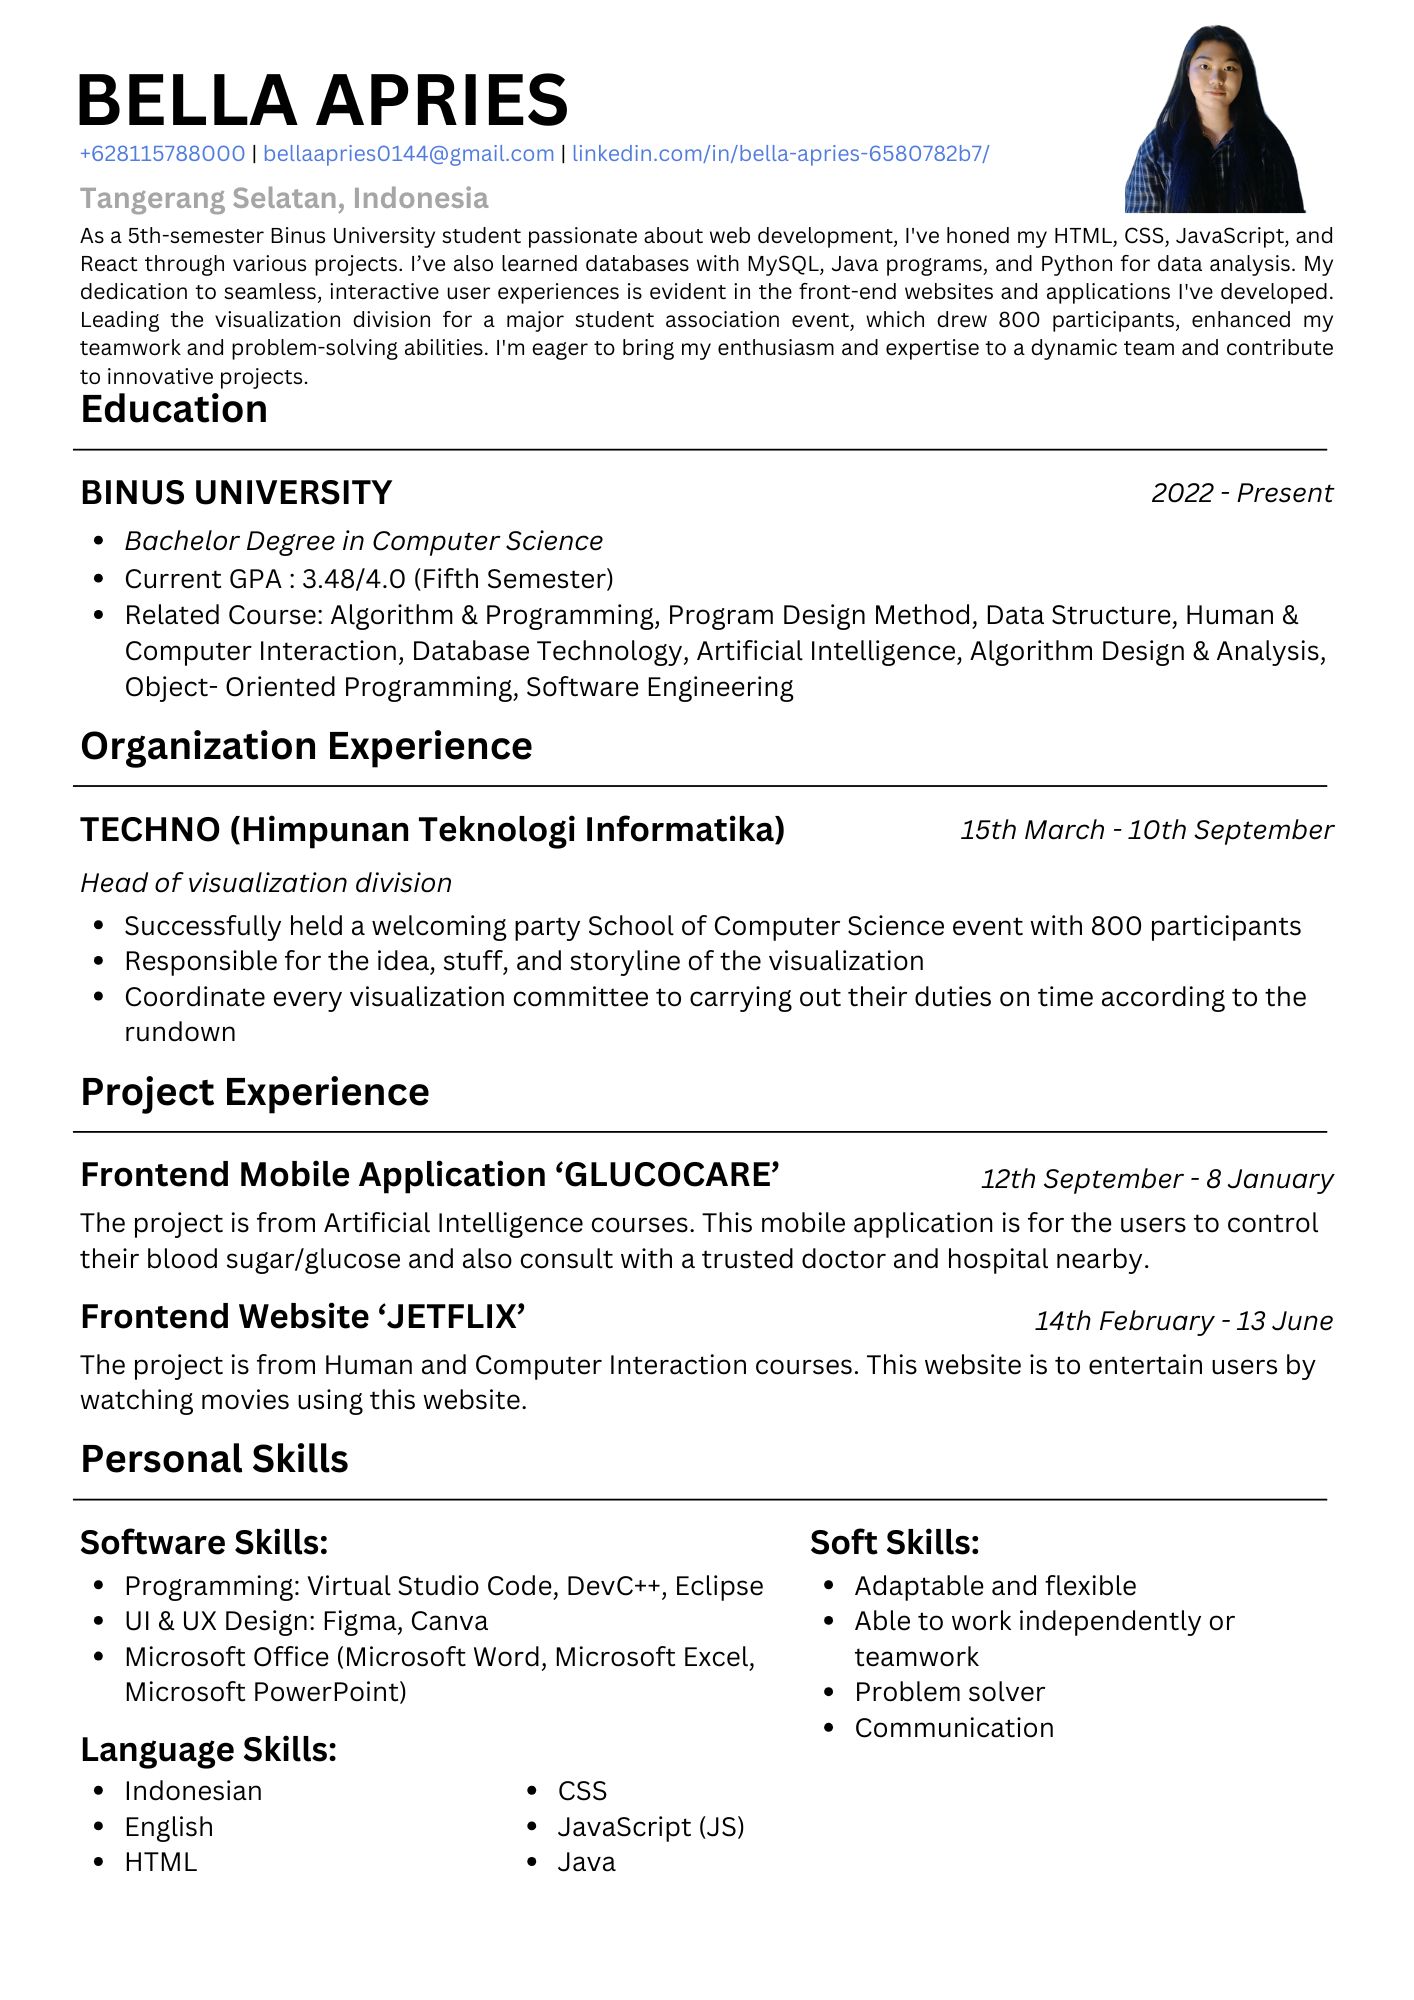 BELLA APRIES
+628115788000 | bellaapries0144@gmail.com | linkedin.com/in/bella-apries-6580782b7/
Tangerang Selatan, Indonesia
As a 5th-semester Binus University student passionate about web development, I've honed my HTML, CSS, JavaScript, and
React through various projects. I’ve also learned databases with MySQL, Java programs, and Python for data analysis. My
dedication to seamless, interactive user experiences is evident in the front-end websites and applications I've developed.
Leading the visualization division for a major student association event, which drew 800 participants, enhanced my
teamwork and problem-solving abilities. I'm eager to bring my enthusiasm and expertise to a dynamic team and contribute
to innovative projects.
Education
BINUS UNIVERSITY 2022 - Present
• Bachelor Degree in Computer Science
• Current GPA : 3.48/4.0 (Fifth Semester)
• Related Course: Algorithm & Programming, Program Design Method, Data Structure, Human &
Computer Interaction, Database Technology, Artificial Intelligence, Algorithm Design & Analysis,
Object- Oriented Programming, Software Engineering
Organization Experience
TECHNO (Himpunan Teknologi Informatika) 15th March - 10th September
Head of visualization division
• Successfully held a welcoming party School of Computer Science event with 800 participants
• Responsible for the idea, stuff, and storyline of the visualization
• Coordinate every visualization committee to carrying out their duties on time according to the
rundown
Project Experience
Frontend Mobile Application ‘GLUCOCARE’ 12th September - 8 January
The project is from Artificial Intelligence courses. This mobile application is for the users to control
their blood sugar/glucose and also consult with a trusted doctor and hospital nearby.
Frontend Website ‘JETFLIX’ 14th February - 13 June
The project is from Human and Computer Interaction courses. This website is to entertain users by
watching movies using this website.
Personal Skills
Software Skills:
• Programming: Virtual Studio Code, DevC++, Eclipse
• UI & UX Design: Figma, Canva
• Microsoft Office (Microsoft Word, Microsoft Excel,
Microsoft PowerPoint)
Soft Skills:
• Adaptable and flexible
• Able to work independently or
teamwork
• Problem solver
• Communication
Language Skills:
• Indonesian
• English
• HTML
• CSS
• JavaScript (JS)
• Java